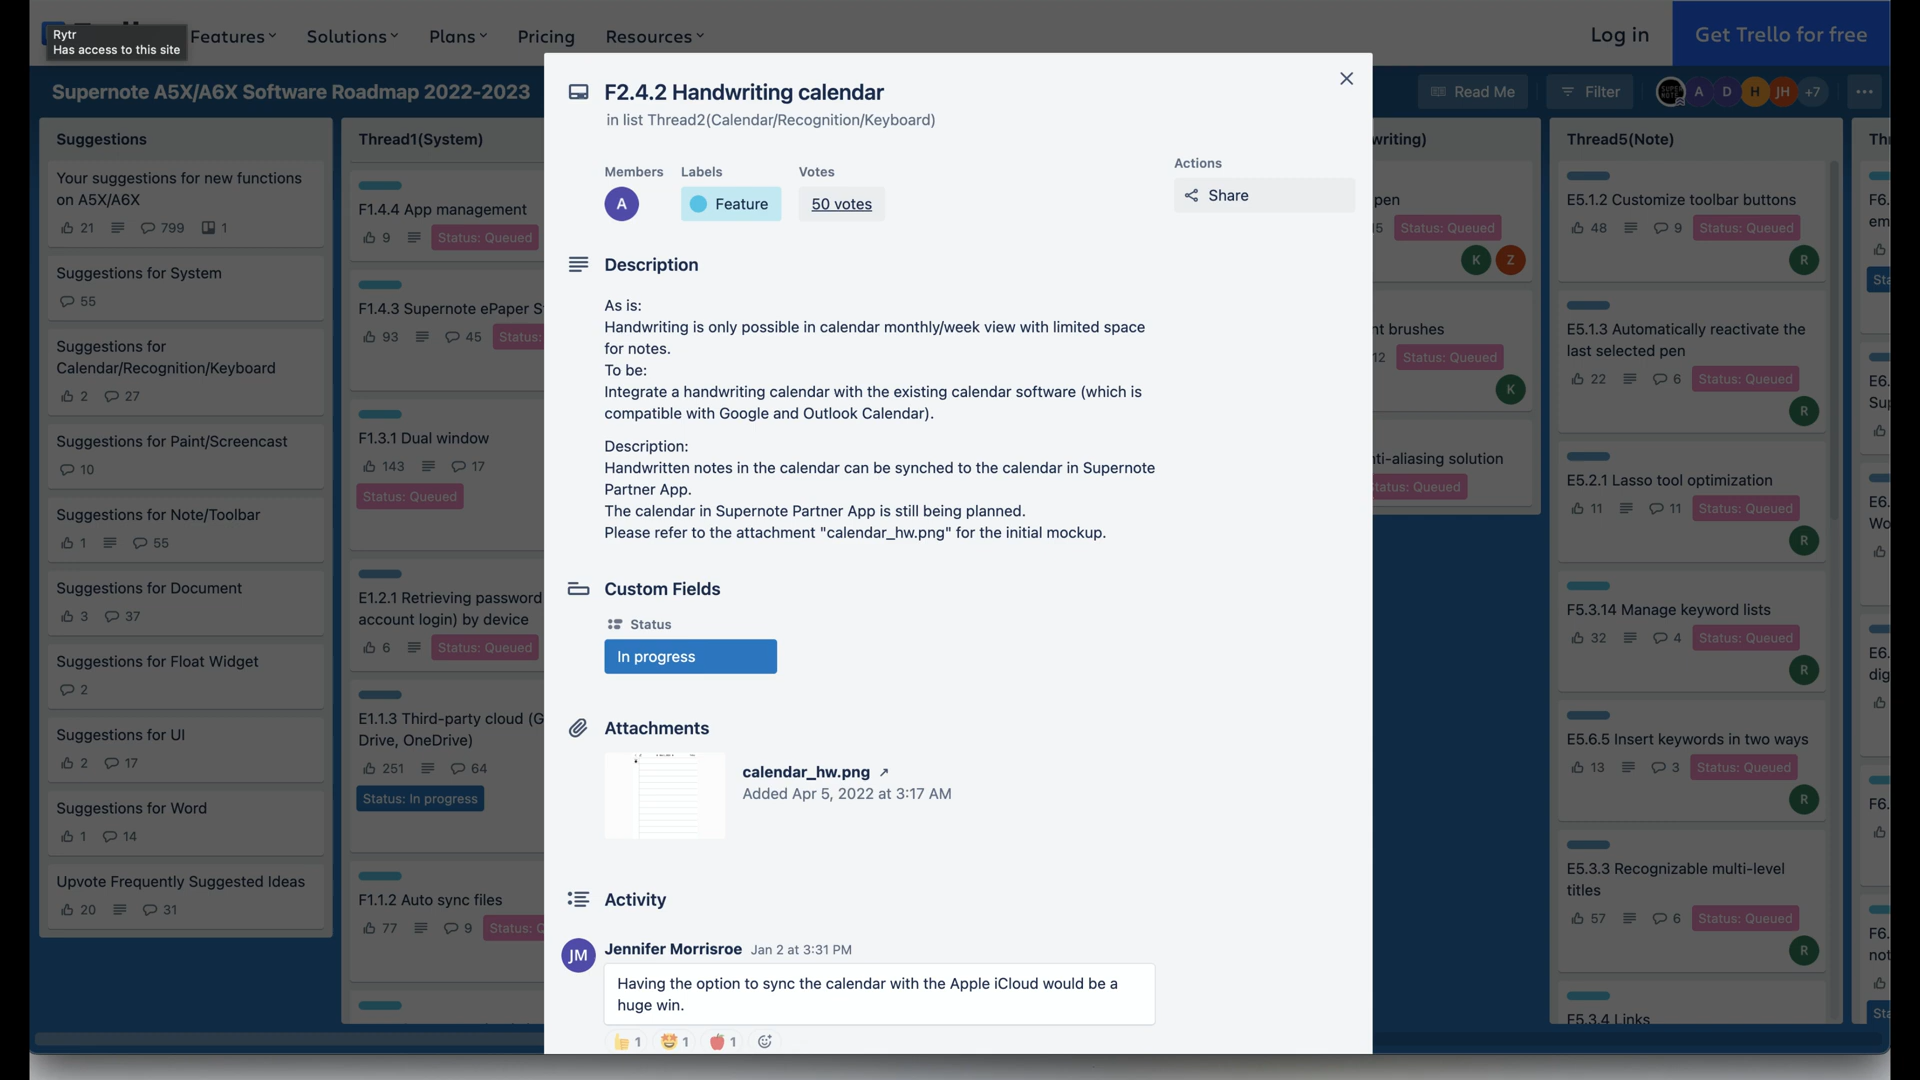 Rytr
Has access to this site
Features
Solutions
Plans
Pricing
Resources
Log in
Get Trello for free
Supernote A5X/A6X Software Roadmap 2022-2023
Read Me
Filter
A
D
H
JH
+7
Suggestions
Your suggestions for new functions
on A5X/A6X
21
799
1
Suggestions for System
55
Suggestions for
Calendar/Recognition/Keyboard
2
27
Suggestions for Paint/Screencast
10
Suggestions for Note/Toolbar
1
55
Suggestions for Document
3
37
Suggestions for Float Widget
2
Suggestions for UI
2
17
Suggestions for Word
1
14
Upvote Frequently Suggested Ideas
20
31
Thread1(System)
F1.4.4 App management
9
Status: Queued
F1.4.3 Supernote ePaper S
93
45
Status:
F1.3.1 Dual window
143
17
Status: Queued
E1.2.1 Retrieving password
account login) by device
6
Status: Queued
E1.1.3 Third-party cloud (G
Drive, OneDrive)
251
64
Status: In progress
F1.1.2 Auto sync files
77
9
Status: Q
F2.4.2 Handwriting calendar
in list Thread2(Calendar/Recognition/Keyboard)
Members
Labels
Votes
A
Feature
50 votes
Actions
Share
Description
As is:
Handwriting is only possible in calendar monthly/week view with limited space
for notes.
To be:
Integrate a handwriting calendar with the existing calendar software (which is
compatible with Google and Outlook Calendar).
Description:
Handwritten notes in the calendar can be synched to the calendar in Supernote
Partner App.
The calendar in Supernote Partner App is still being planned.
Please refer to the attachment "calendar_hw.png" for the initial mockup.
Custom Fields
Status
In progress
Attachments
calendar_hw.png
Added Apr 5, 2022 at 3:17 AM
Activity
JM
Jennifer Morrisroe Jan 2 at 3:31 PM
Having the option to sync the calendar with the Apple iCloud would be a
huge win.
1
1
1
writing)
pen
15
Status: Queued
K
Z
nt brushes
12
Status: Queued
K
nti-aliasing solution
Status: Queued
Thread5(Note)
E5.1.2 Customize toolbar buttons
48
9
Status: Queued
R
E5.1.3 Automatically reactivate the
last selected pen
22
6
Status: Queued
R
E5.2.1 Lasso tool optimization
11
11
Status: Queued
R
F5.3.14 Manage keyword lists
32
4
Status: Queued
R
E5.6.5 Insert keywords in two ways
13
3
Status: Queued
R
E5.3.3 Recognizable multi-level
titles
57
6
Status: Queued
R
E5.3.4 Links
Th
F6.
em
Sta
E6.
Sup
E6.
Wo
E6.
dig
F6.
F6.
not
Sta